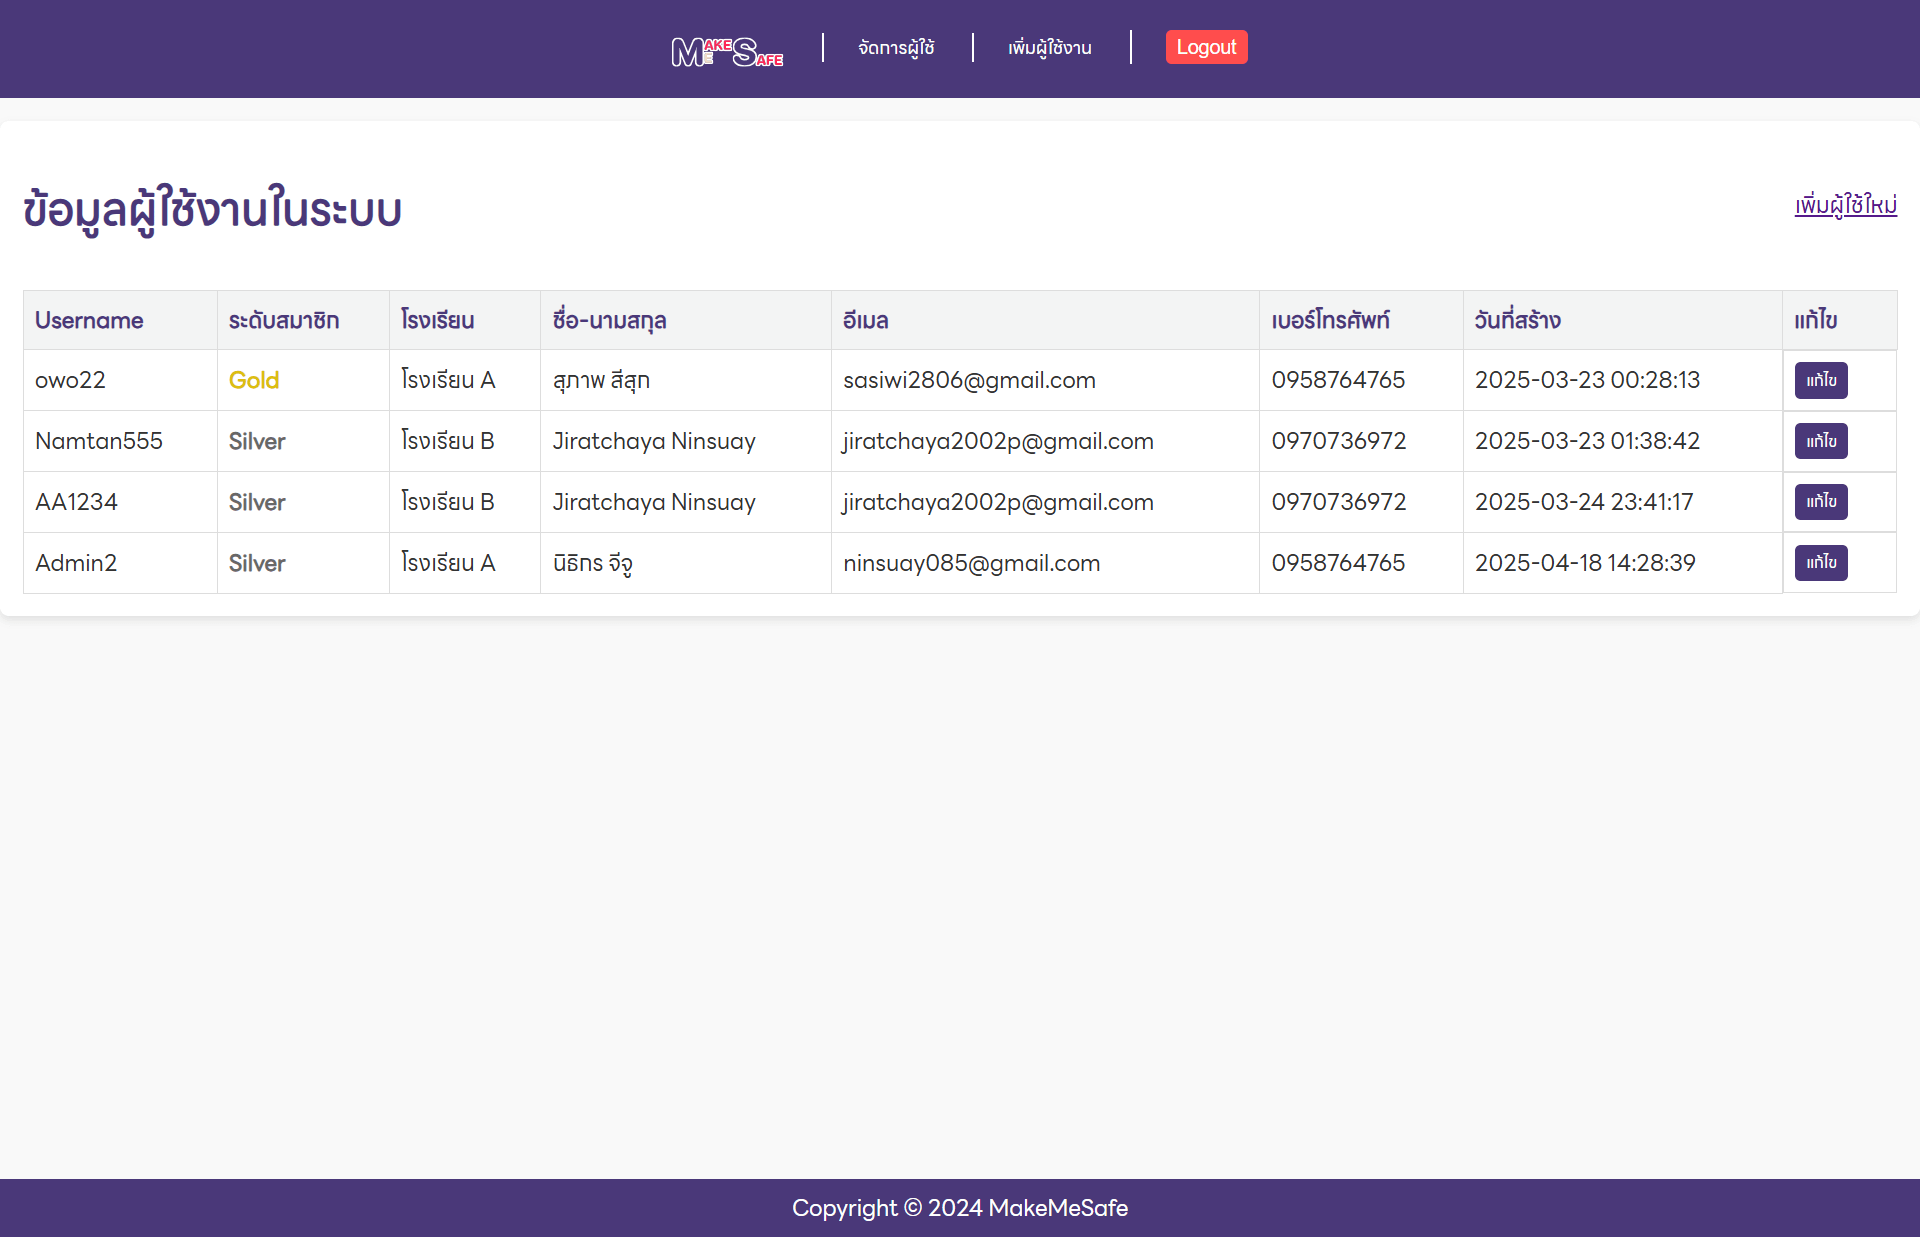 MAKE ME SAFE จัดการผู้ใช้ เพิ่มผู้ใช้งาน Logout
ข้อมูลผู้ใช้งานในระบบ เพิ่มผู้ใช้ใหม่
Username ระดับสมาชิก โรงเรียน ชื่อ-นามสกุล อีเมล เบอร์โทรศัพท์ วันที่สร้าง แก้ไข
owo22 Gold โรงเรียน A สุภาพ สีสุก sasiwi2806@gmail.com 0958764765 2025-03-23 00:28:13 แก้ไข
Namtan555 Silver โรงเรียน B Jiratchaya Ninsuay jiratchaya2002p@gmail.com 0970736972 2025-03-23 01:38:42 แก้ไข
AA1234 Silver โรงเรียน B Jiratchaya Ninsuay jiratchaya2002p@gmail.com 0970736972 2025-03-24 23:41:17 แก้ไข
Admin2 Silver โรงเรียน A นิธิกร จีจู ninsuay085@gmail.com 0958764765 2025-04-18 14:28:39 แก้ไข
Copyright © 2024 MakeMeSafe